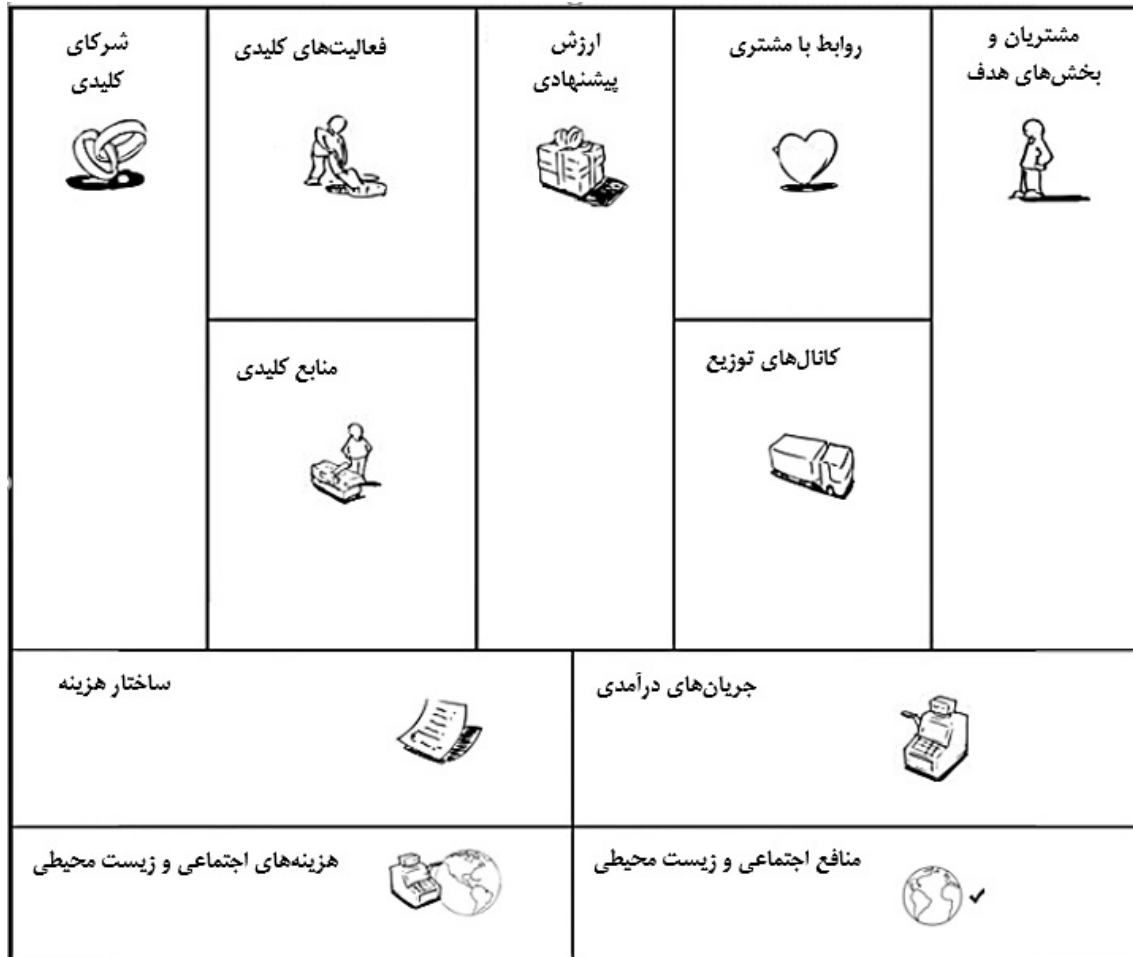 شرکای
کلیدی
فعالیت‌های کلیدی
ارزش
پیشنهادی
روابط با مشتری
مشتریان و
بخش‌های هدف
منابع کلیدی
کانال‌های توزیع
ساختار هزینه
جریان‌های درآمدی
هزینه‌های اجتماعی و زیست محیطی
منافع اجتماعی و زیست محیطی